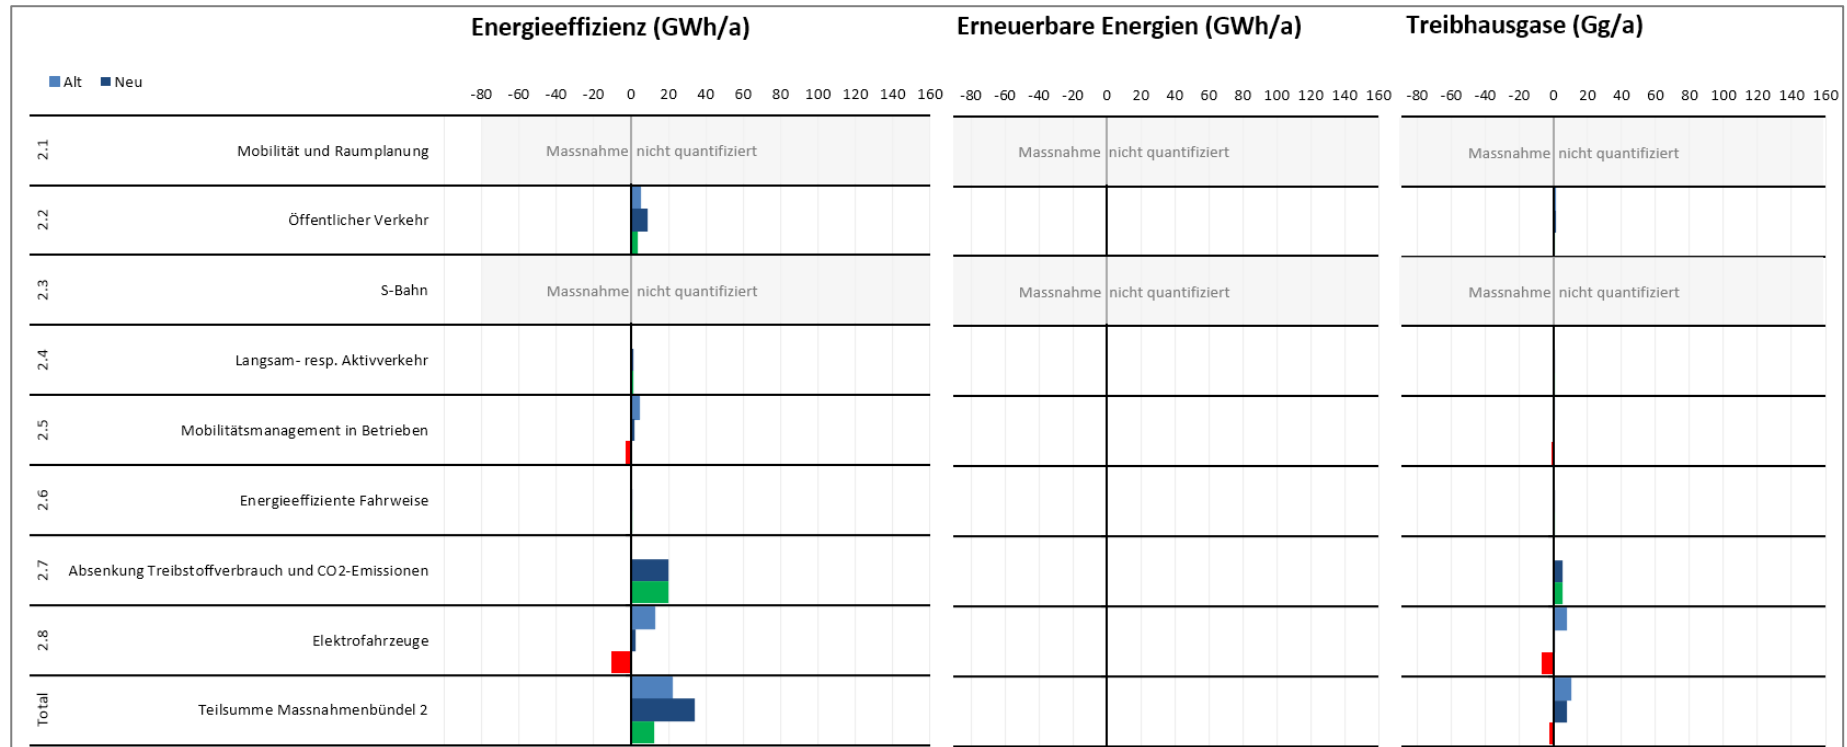 Energieeffizienz (GWh/a) Erneuerbare Energien (GWh/a) Treibhausgase (Gg/a)
Alt Neu
-80 -60 -40 -20 0 20 40 60 80 100 120 140 160 -80 -60 -40 -20 0 20 40 60 80 100 120 140 160 -80 -60 -40 -20 0 20 40 60 80 100 120 140 160
2.1 Mobilität und Raumplanung Massnahme nicht quantifiziert Massnahme nicht quantifiziert Massnahme nicht quantifiziert
2.2 Öffentlicher Verkehr
2.3 S-Bahn Massnahme nicht quantifiziert Massnahme nicht quantifiziert Massnahme nicht quantifiziert
2.4 Langsam- resp. Aktivverkehr
2.5 Mobilitätsmanagement in Betrieben
2.6 Energieeffiziente Fahrweise
2.7 Absenkung Treibstoffverbrauch und CO2-Emissionen
2.8 Elektrofahrzeuge
Total Teilsumme Massnahmenbündel 2